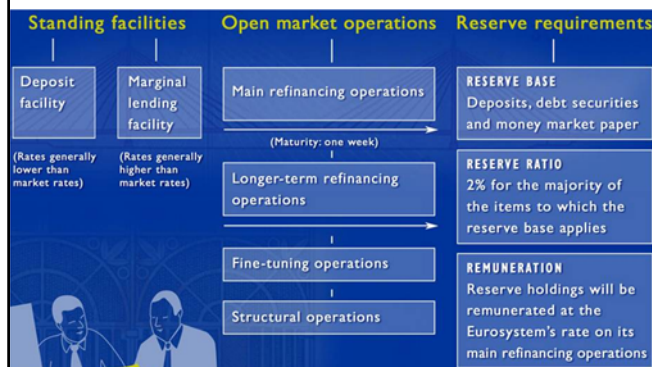 Standing facilities
Deposit
facility
(Rates generally
lower than
market rates)
Marginal
lending
facility
(Rates generally
higher than
market rates)
Open market operations
Main refinancing operations
(Maturity: one week)
Longer-term refinancing
operations
Fine-tuning operations
Structural operations
Reserve requirements
RESERVE BASE
Deposits, debt securities
and money market paper
RESERVE RATIO
2% for the majority of
the items to which the
reserve base applies
REMUNERATION
Reserve holdings will be
remunerated at the
Eurosystem's rate on its
main refinancing operations